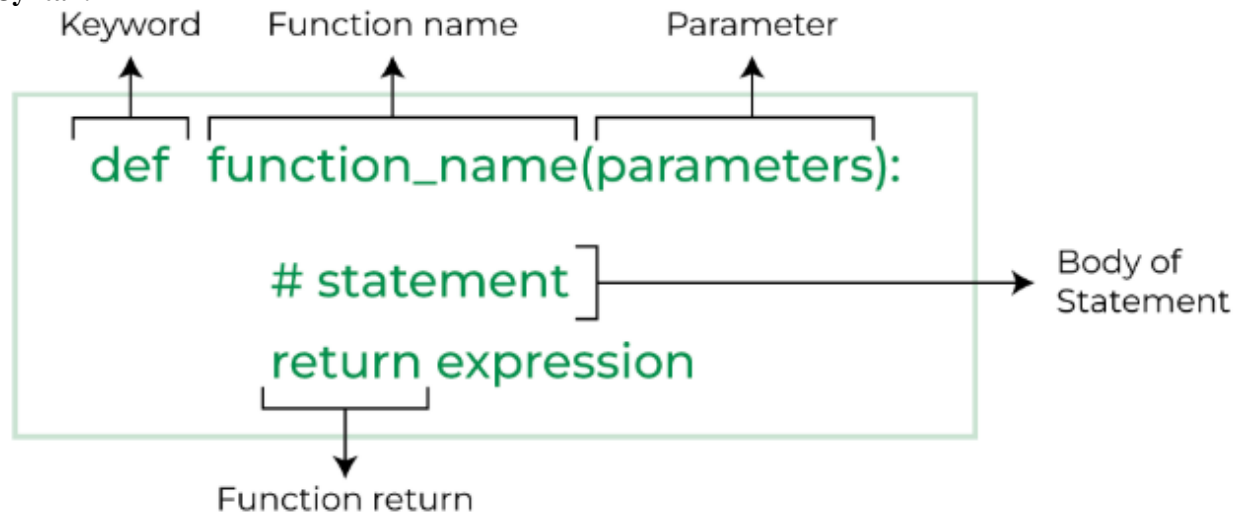 Keyword Function name Parameter
def function_name(parameters):
# statement
Body of
Statement
return expression
Function return